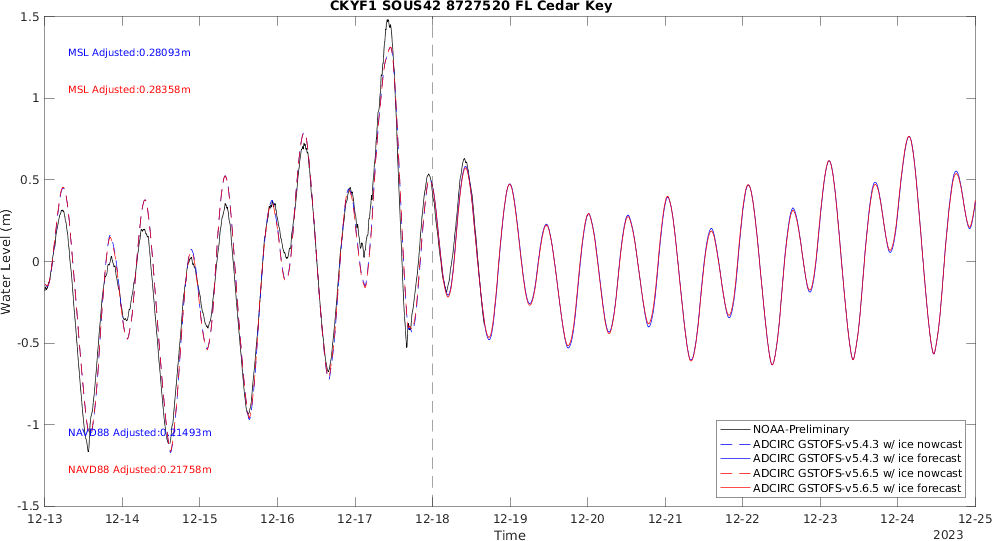 CKYF1 SOUS42 8727520 FL Cedar Key
1.5
1
0.5
0
-0.5
-1
-1.5
Water Level (m)
MSL Adjusted:0.28093m
MSL Adjusted:0.28358m
NAVD88 Adjusted:0.21493m
NAVD88 Adjusted:0.21758m
NOAA-Preliminary
ADCIRC GSTOFS-v5.4.3 w/ ice nowcast
ADCIRC GSTOFS-v5.4.3 w/ ice forecast
ADCIRC GSTOFS-v5.6.5 w/ ice nowcast
ADCIRC GSTOFS-v5.6.5 w/ ice forecast
12-13 12-14 12-15 12-16 12-17 12-18 12-19 12-20 12-21 12-22 12-23 12-24 12-25
Time
2023